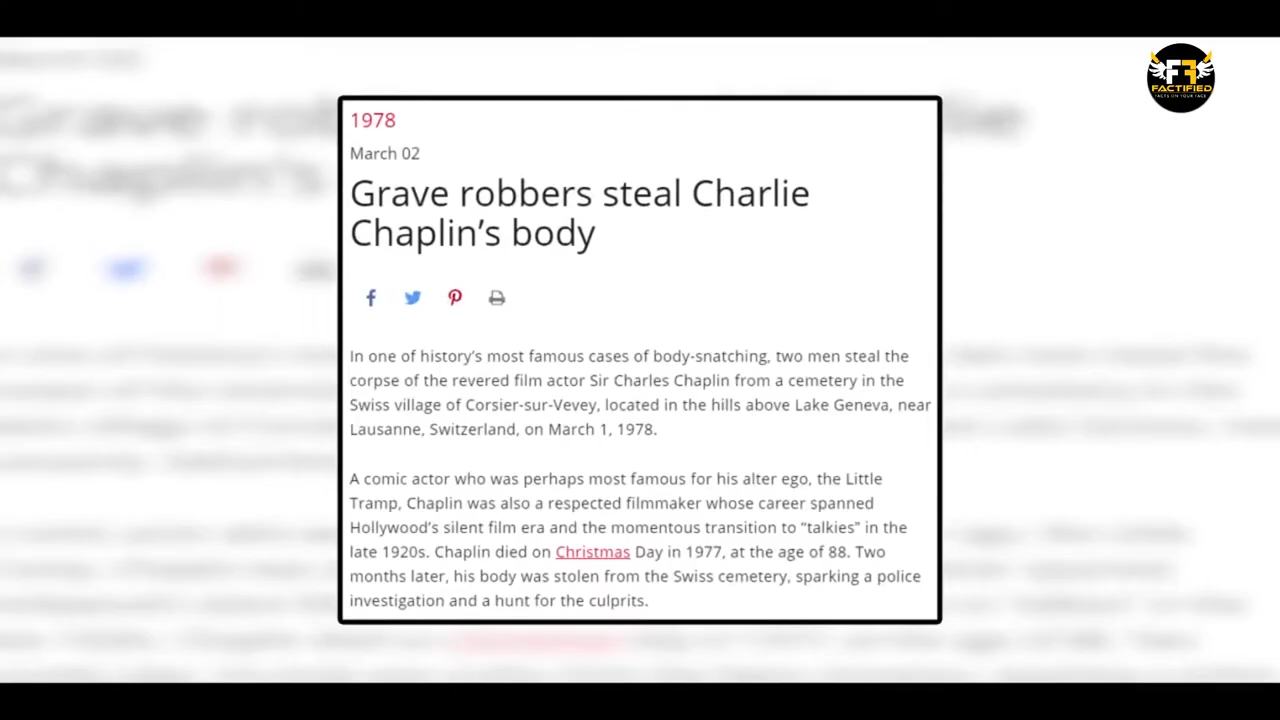 FF
FACTIFIED
FACTS ON YOUR FACE
1978
March 02
Grave robbers steal Charlie
Chaplin’s body
In one of history’s most famous cases of body-snatching, two men steal the
corpse of the revered film actor Sir Charles Chaplin from a cemetery in the
Swiss village of Corsier-sur-Vevey, located in the hills above Lake Geneva, near
Lausanne, Switzerland, on March 1, 1978.
A comic actor who was perhaps most famous for his alter ego, the Little
Tramp, Chaplin was also a respected filmmaker whose career spanned
Hollywood’s silent film era and the momentous transition to “talkies” in the
late 1920s. Chaplin died on Christmas Day in 1977, at the age of 88. Two
months later, his body was stolen from the Swiss cemetery, sparking a police
investigation and a hunt for the culprits.